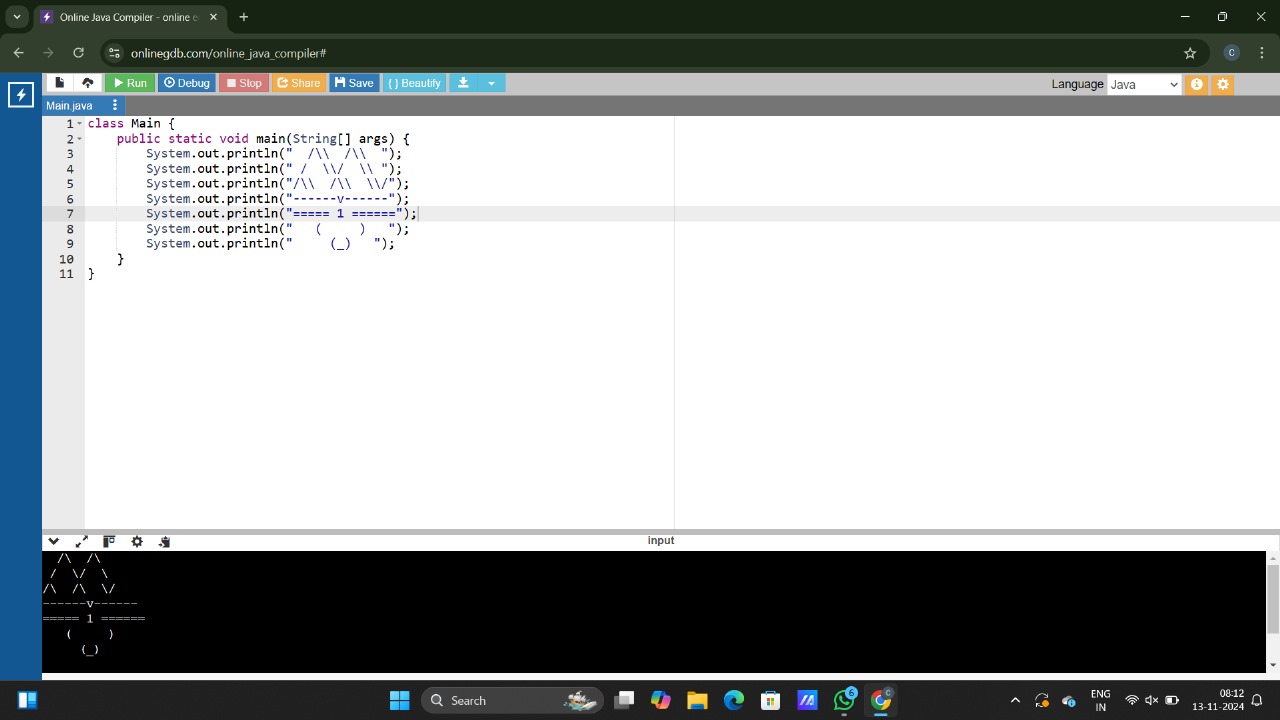 Online Java Compiler - online e
onlinegdb.com/online_java_compiler#
C
Run Debug Stop Share Save { } Beautify
Language Java
Main.java
1 class Main {
2 public static void main(String[] args) {
3 System.out.println("  /\\  /\\  ");
4 System.out.println(" /  \\/  \\ ");
5 System.out.println("/\\  /\\  \\/");
6 System.out.println("------v------");
7 System.out.println("===== 1 ======");
8 System.out.println("   (     )   ");
9 System.out.println("     (_)   ");
10 }
11 }
input
  /\  /\
 /  \/  \
/\  /\  \/
------v------
===== 1 ======
   (     )
     (_)
Search
6
C
ENG
IN
08:12
13-11-2024